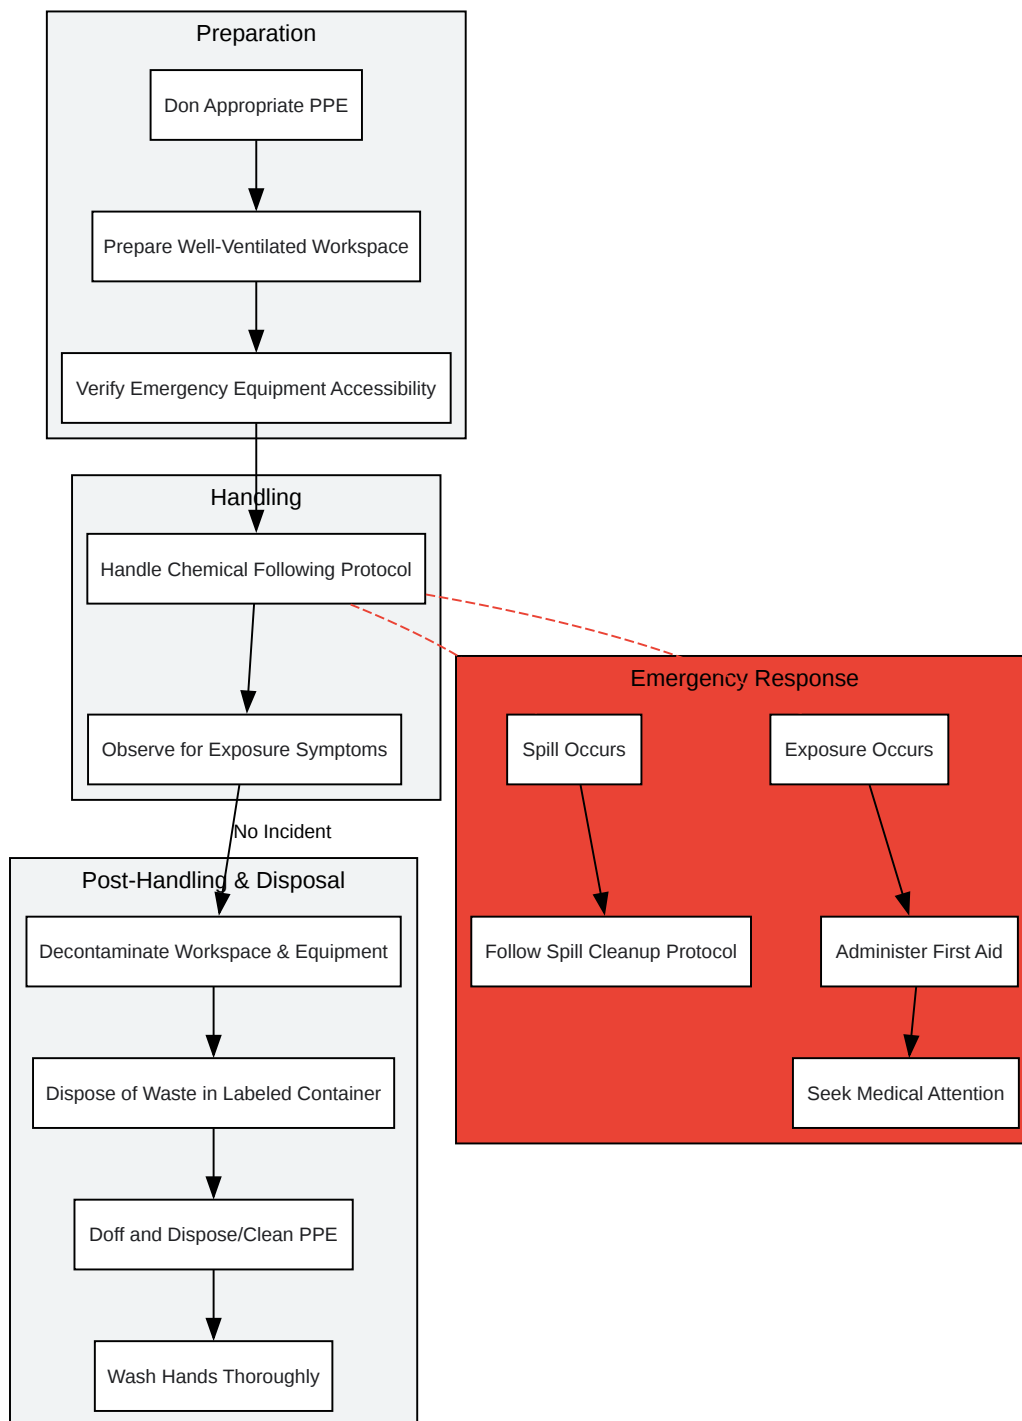 Preparation
Don Appropriate PPE
Prepare Well-Ventilated Workspace
Verify Emergency Equipment Accessibility
Handling
Handle Chemical Following Protocol
Observe for Exposure Symptoms
No Incident
Post-Handling & Disposal
Decontaminate Workspace & Equipment
Dispose of Waste in Labeled Container
Doff and Dispose/Clean PPE
Wash Hands Thoroughly
Emergency Response
Spill Occurs
Exposure Occurs
Follow Spill Cleanup Protocol
Administer First Aid
Seek Medical Attention